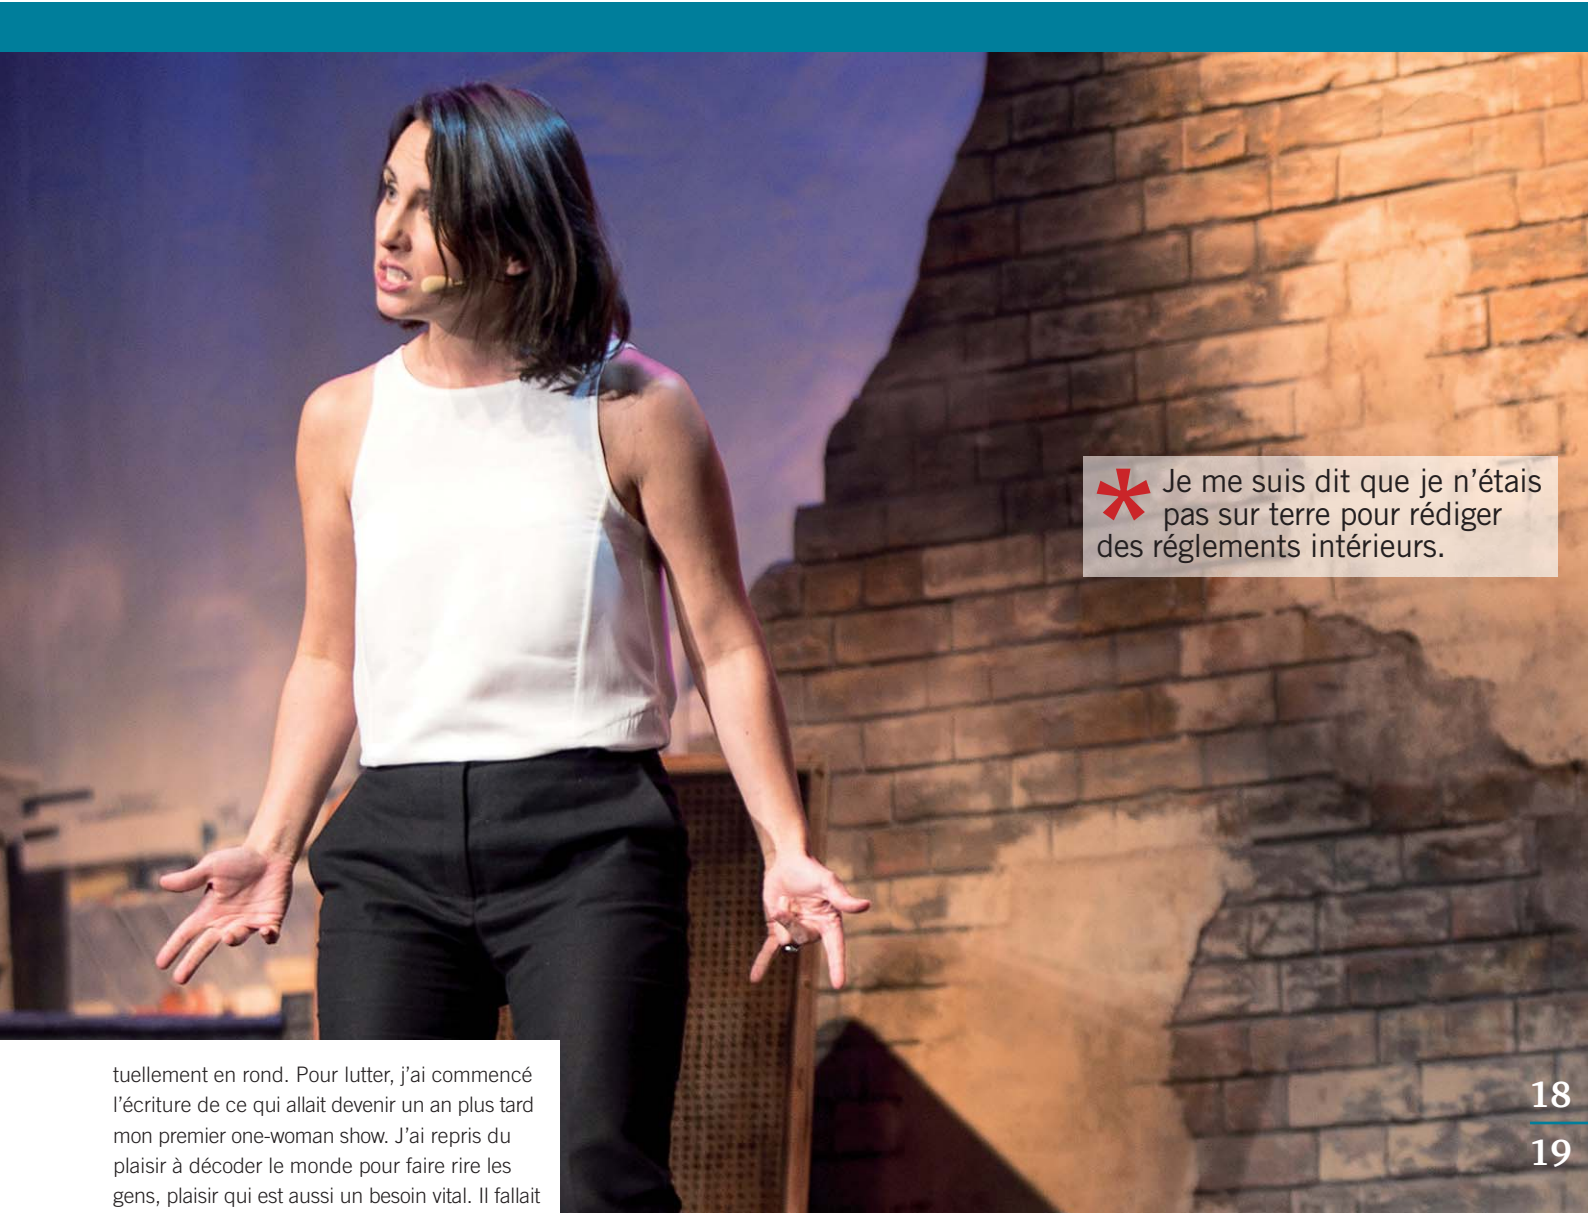 * Je me suis dit que je n’étais
pas sur terre pour rédiger
des réglements intérieurs.
tuellement en rond. Pour lutter, j’ai commencé
l’écriture de ce qui allait devenir un an plus tard
mon premier one-woman show. J’ai repris du
plaisir à décoder le monde pour faire rire les
gens, plaisir qui est aussi un besoin vital. Il fallait
18
19